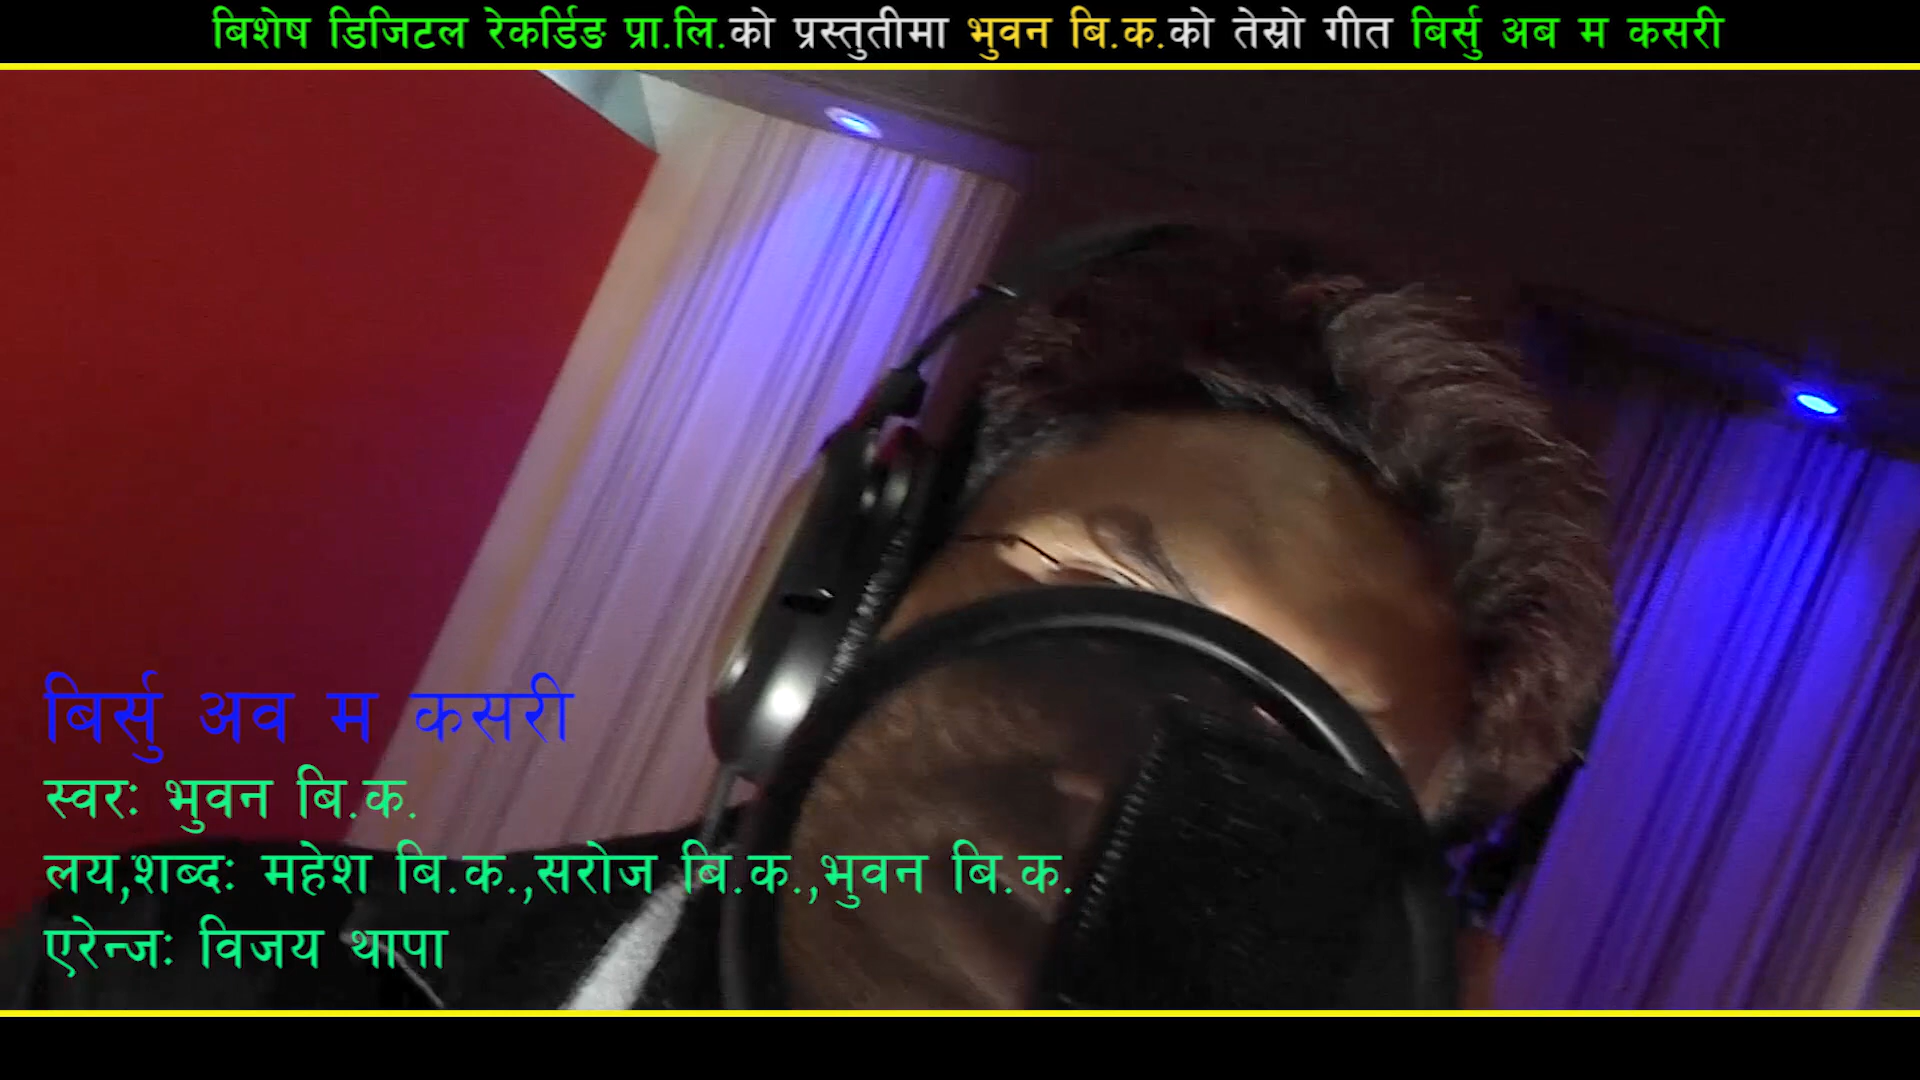 बिशेष डिजिटल रेकर्डिङ प्रा.लि.को प्रस्तुतीमा भुवन बि.क.को तेस्रो गीत बिर्सु अब म कसरी
बिर्सु अव म कसरी
स्वरः भुवन बि.क.
लय,शब्दः महेश बि.क.,सरोज बि.क.,भुवन बि.क.
एरेन्जः विजय थापा